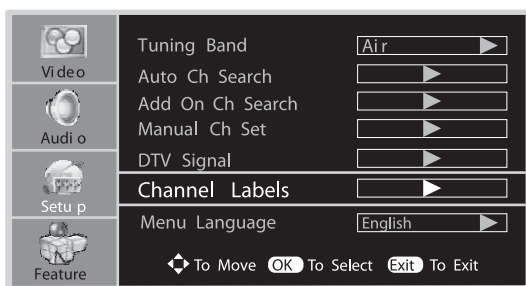 Video
Audio
Setup
Feature
Tuning Band Air
Auto Ch Search
Add On Ch Search
Manual Ch Set
DTV Signal
Channel Labels
Menu Language English
To Move OK To Select Exit To Exit